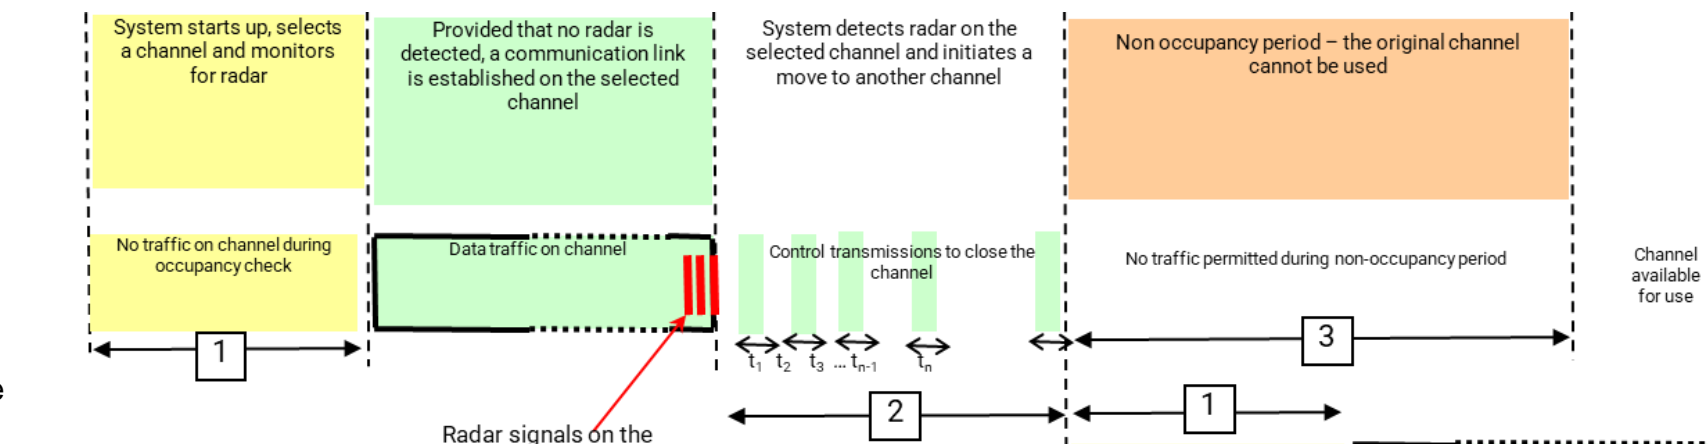 System starts up, selects
a channel and monitors
for radar
Provided that no radar is
detected, a communication link
is established on the selected
channel
System detects radar on the
selected channel and initiates a
move to another channel
Non occupancy period – the original channel
cannot be used
No traffic on channel during
occupancy check
Data traffic on channel
Control transmissions to close the
channel
No traffic permitted during non-occupancy period
Channel
available
for use
1
t1 t2 t3 ... tn-1 tn
3
2
1
e
Radar signals on the